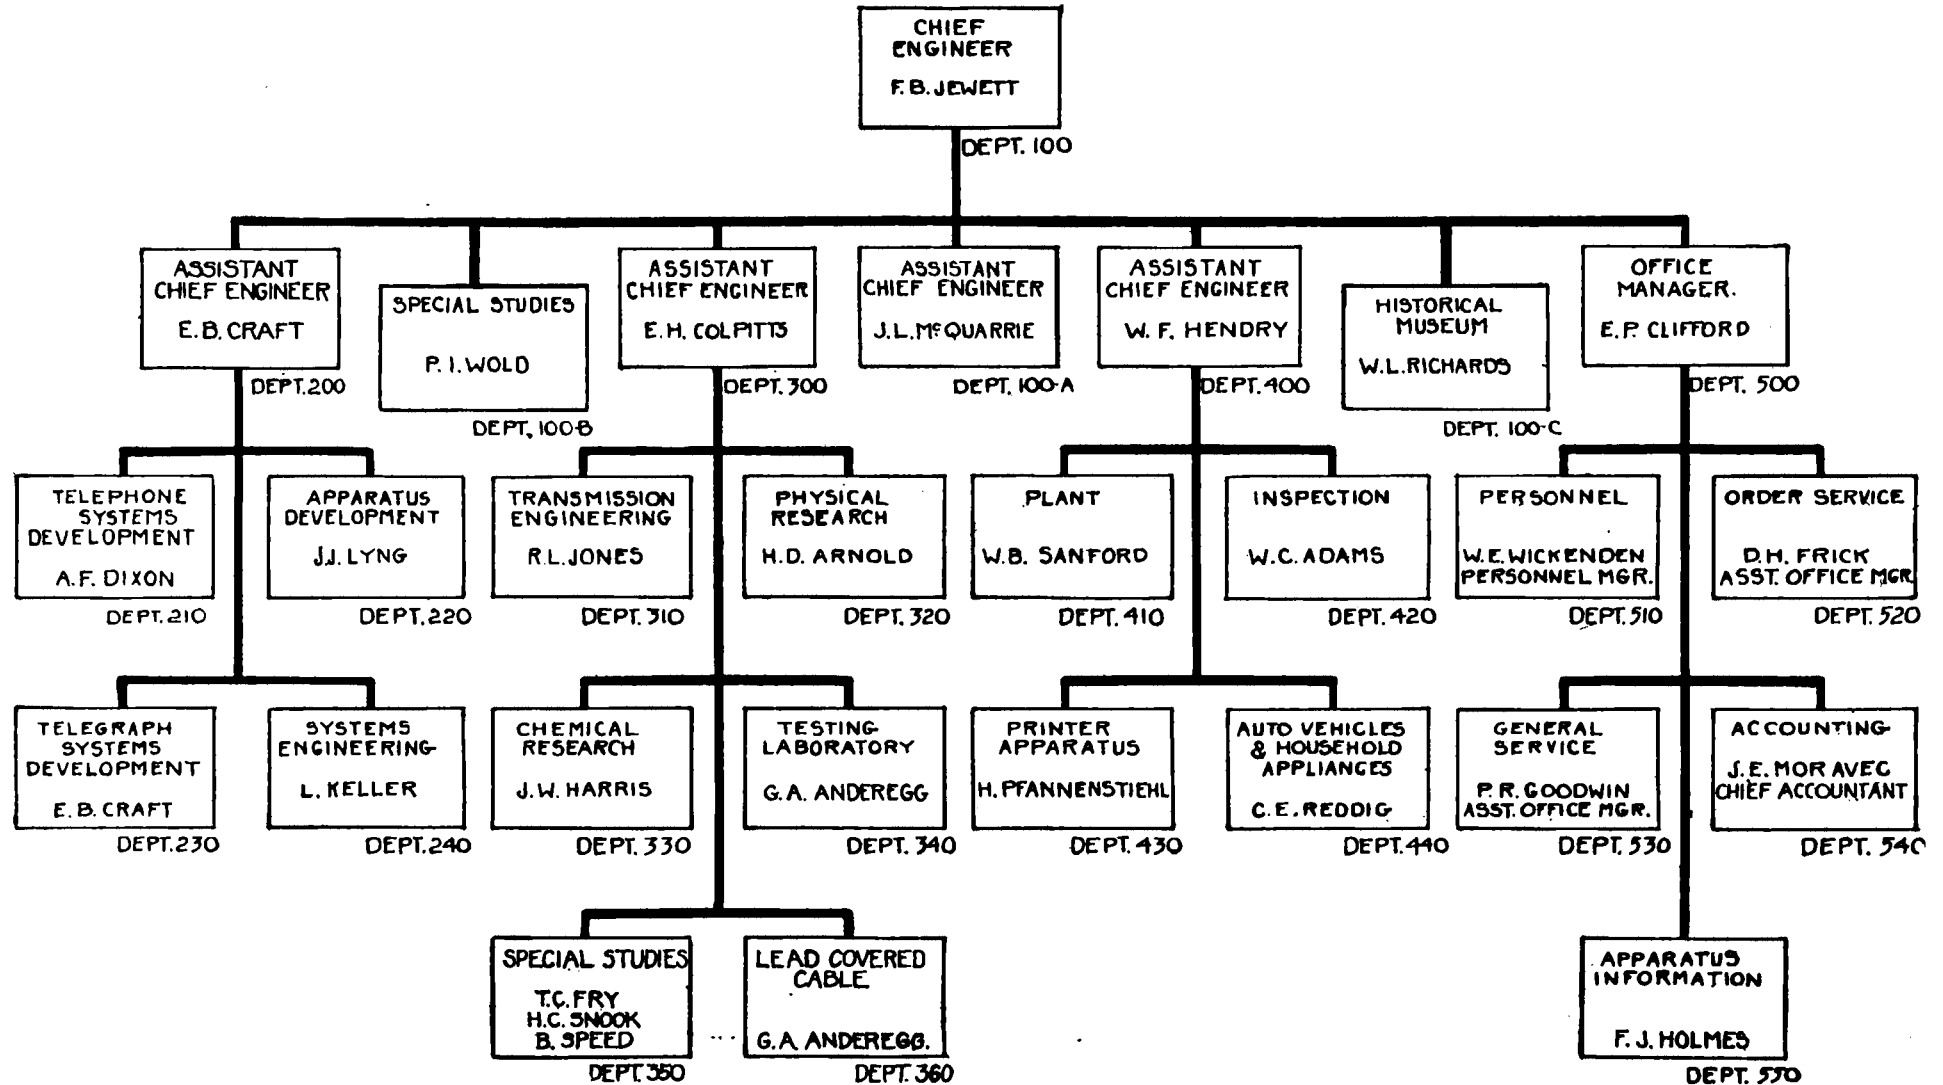 CHIEF
ENGINEER
F. B. JEWETT
DEPT. 100
ASSISTANT
CHIEF ENGINEER
E. B. CRAFT
DEPT. 200
SPECIAL STUDIES
P. I. WOLD
DEPT. 100-B
ASSISTANT
CHIEF ENGINEER
E. H. COLPITTS
DEPT. 300
ASSISTANT
CHIEF ENGINEER
J. L. McQUARRIE
DEPT. 100-A
ASSISTANT
CHIEF ENGINEER
W. F. HENDRY
DEPT. 400
HISTORICAL
MUSEUM
W. L. RICHARDS
DEPT. 100-C
OFFICE
MANAGER.
E. P. CLIFFORD
DEPT. 500
TELEPHONE
SYSTEMS
DEVELOPMENT
A. F. DIXON
DEPT. 210
APPARATUS
DEVELOPMENT
J. J. LYNG
DEPT. 220
TRANSMISSION
ENGINEERING
R. L. JONES
DEPT. 310
PHYSICAL
RESEARCH
H. D. ARNOLD
DEPT. 320
PLANT
W. B. SANFORD
DEPT. 410
INSPECTION
W. C. ADAMS
DEPT. 420
PERSONNEL
W. E. WICKENDEN
PERSONNEL MGR.
DEPT. 510
ORDER SERVICE
D. H. FRICK
ASST. OFFICE MGR
DEPT. 520
TELEGRAPH
SYSTEMS
DEVELOPMENT
E. B. CRAFT
DEPT. 230
SYSTEMS
ENGINEERING
L. KELLER
DEPT. 240
CHEMICAL
RESEARCH
J. W. HARRIS
DEPT. 330
TESTING
LABORATORY
G. A. ANDEREGG
DEPT. 340
PRINTER
APPARATUS
H. PFANNENSTIEHL
DEPT. 430
AUTO VEHICLES
& HOUSEHOLD
APPLIANCES
C. E. REDDIG
DEPT. 440
GENERAL
SERVICE
P. R. GOODWIN
ASST. OFFICE MGR.
DEPT. 530
ACCOUNTING
J. E. MORAVEC
CHIEF ACCOUNTANT
DEPT. 540
SPECIAL STUDIES
T. C. FRY
H. C. SNOOK
B. SPEED
DEPT. 350
LEAD COVERED
CABLE
G. A. ANDEREGG.
DEPT. 360
APPARATUS
INFORMATION
F. J. HOLMES
DEPT. 550